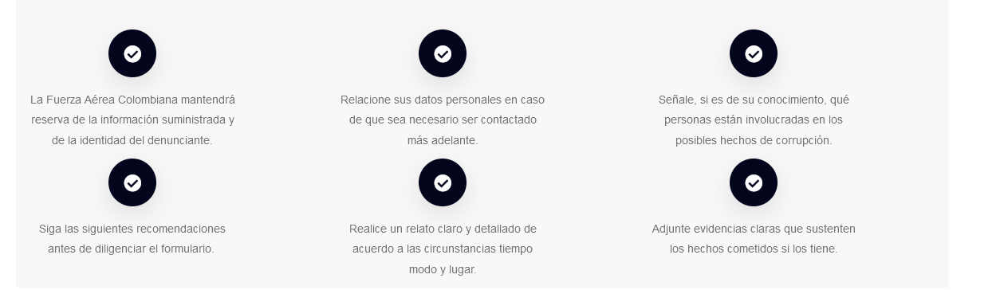 La Fuerza Aérea Colombiana mantendrá
reserva de la información suministrada y
de la identidad del denunciante.
Relacione sus datos personales en caso
de que sea necesario ser contactado
más adelante.
Señale, si es de su conocimiento, qué
personas están involucradas en los
posibles hechos de corrupción.
Siga las siguientes recomendaciones
antes de diligenciar el formulario.
Realice un relato claro y detallado de
acuerdo a las circunstancias tiempo
modo y lugar.
Adjunte evidencias claras que sustenten
los hechos cometidos si los tiene.